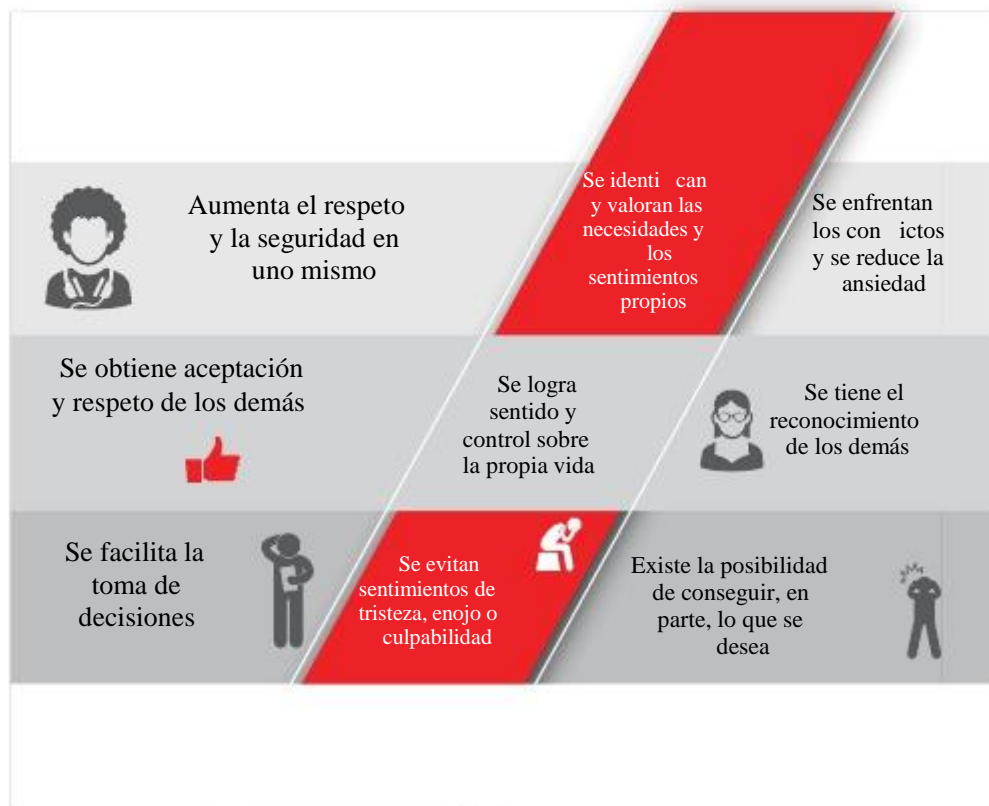 Aumenta el respeto
y la seguridad en
uno mismo
Se identi can
y valoran las
necesidades y
los
sentimientos
propios
Se enfrentan
los con ictos
y se reduce la
ansiedad
Se obtiene aceptación
y respeto de los demás
Se logra
sentido y
control sobre
la propia vida
Se tiene el
reconocimiento
de los demás
Se facilita la
toma de
decisiones
Se evitan
sentimientos de
tristeza, enojo o
culpabilidad
Existe la posibilidad
de conseguir, en
parte, lo que se
desea